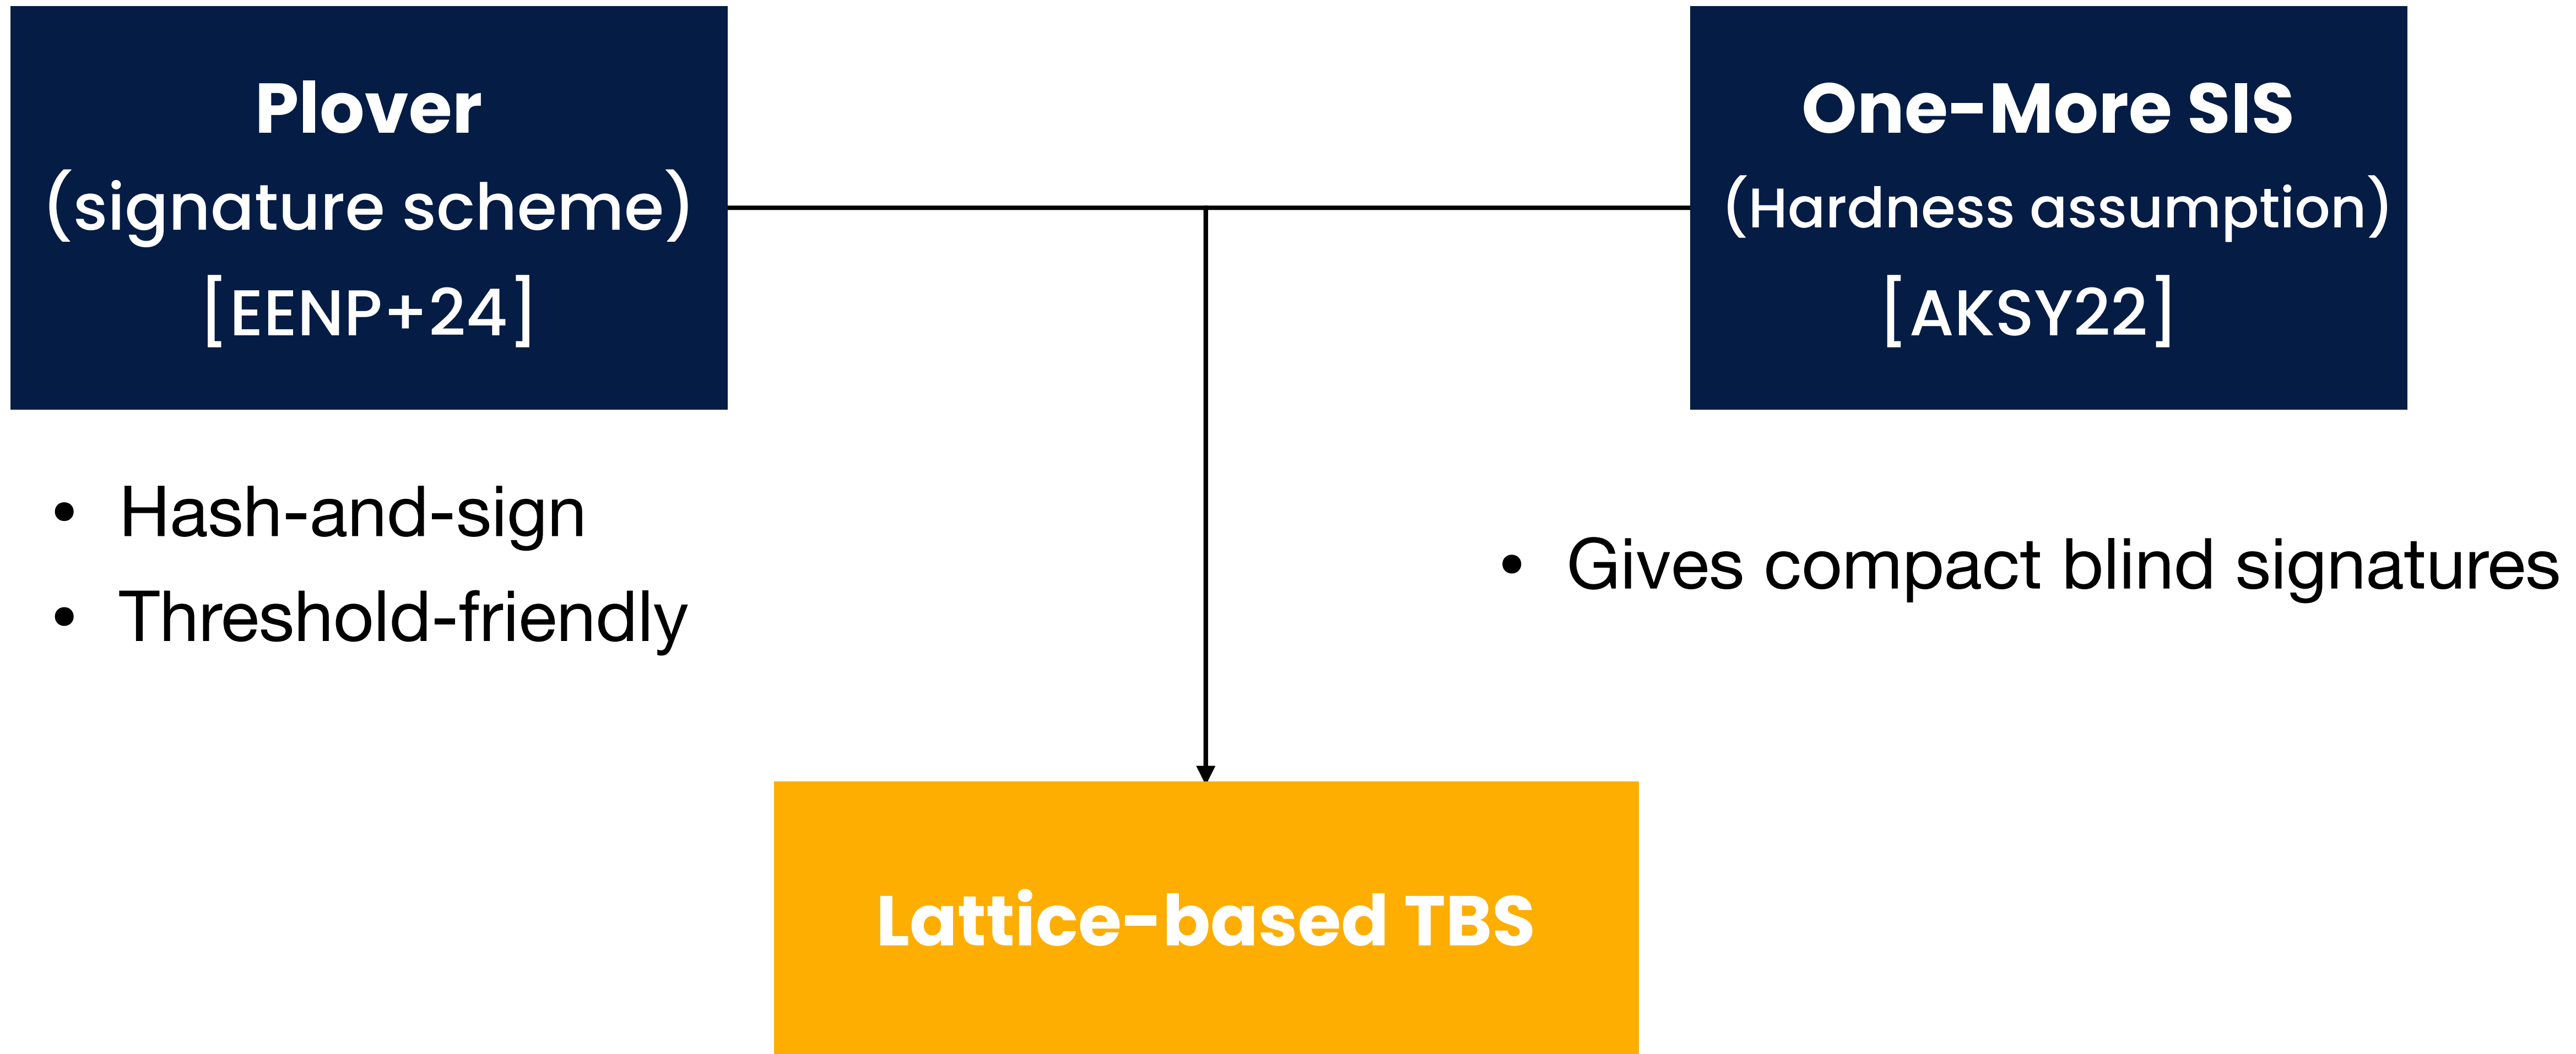 Plover
(signature scheme)
[EENP+24]
One-More SIS
(Hardness assumption)
[AKSY22]
• Hash-and-sign
• Threshold-friendly
• Gives compact blind signatures
Lattice-based TBS